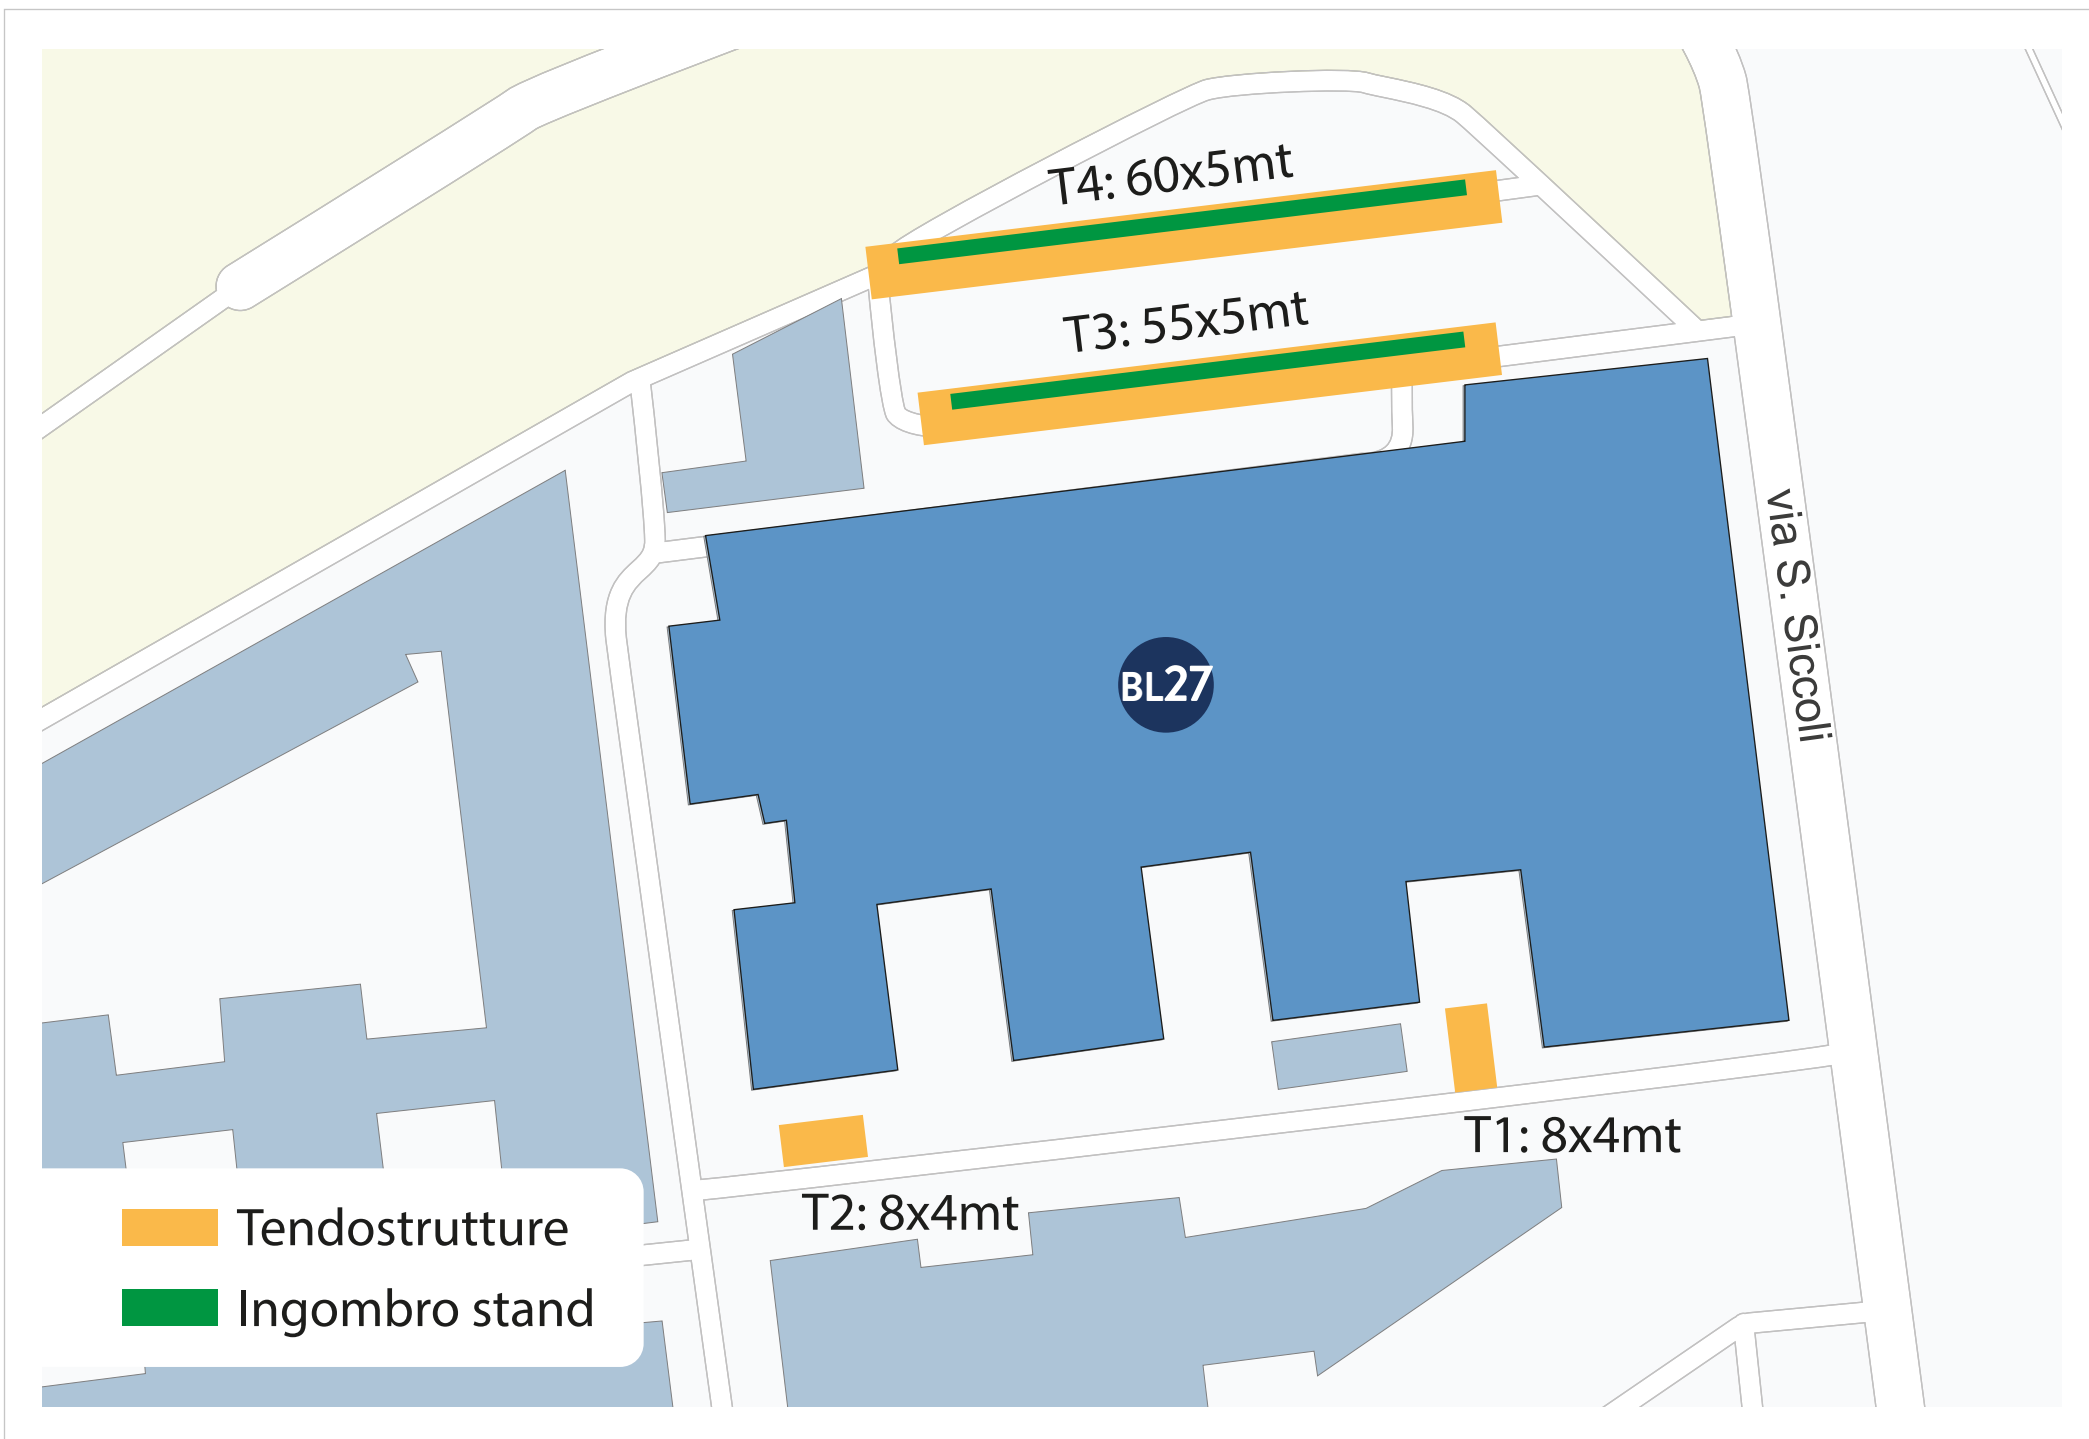 T4: 60x5mt
T3: 55x5mt
via S. Siccoli
BL27
T1: 8x4mt
T2: 8x4mt
Tendostrutture
Ingombro stand